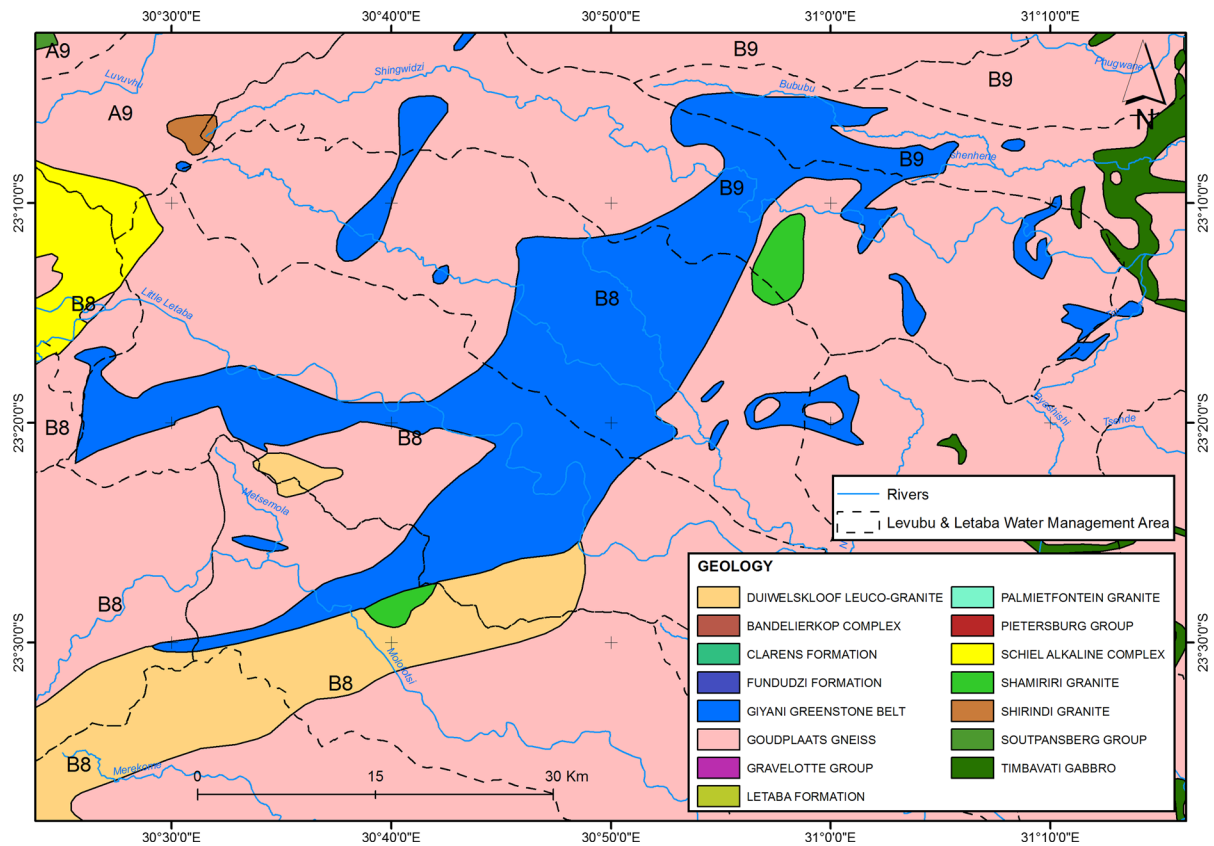 30°30'0"E
30°40'0"E
30°50'0"E
31°0'0"E
31°10'0"E
A9
B9
B9
Phugwane
Luvuvhu
Shingwidzi
Bububu
A9
N
B9
shenhene
B9
23°10'0"S
23°10'0"S
B8
B8
Little Letaba
23°20'0"S
23°20'0"S
B8
B8
Tsende
Metsemola
Rivers
Levubu & Letaba Water Management Area
GEOLOGY
DUIWELSKLOOF LEUCO-GRANITE
PALMIETFONTEIN GRANITE
BANDELIERKOP COMPLEX
PIETERSBURG GROUP
CLARENS FORMATION
SCHIEL ALKALINE COMPLEX
FUNDUDZI FORMATION
SHAMIRIRI GRANITE
GIYANI GREENSTONE BELT
SHIRINDI GRANITE
GOUDPLAATS GNEISS
SOUTPANSBERG GROUP
GRAVELOTTE GROUP
TIMBAVATI GABBRO
LETABA FORMATION
B8
23°30'0"S
23°30'0"S
Molototsi
B8
B8
Merekome
0
15
30 Km
30°30'0"E
30°40'0"E
30°50'0"E
31°0'0"E
31°10'0"E